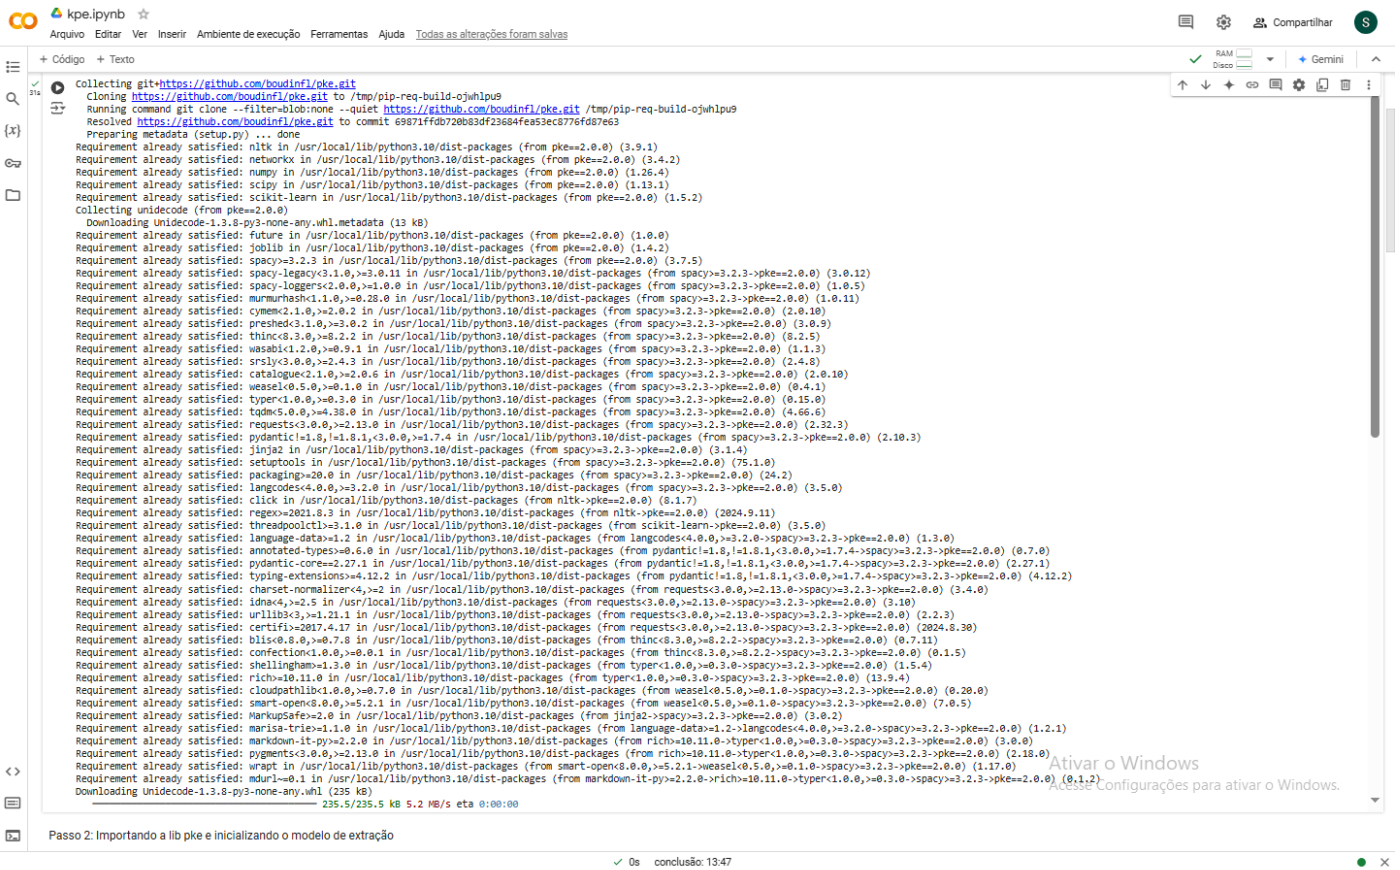 kpe.ipynb
Arquivo Editar Ver Inserir Ambiente de execução Ferramentas Ajuda Todas as alterações foram salvas
Compartilhar
S
+ Código + Texto
RAM
Disco
Gemini
31s
Collecting git+https://github.com/boudinfl/pke.git
Cloning https://github.com/boudinfl/pke.git to /tmp/pip-req-build-ojwhlpu9
Running command git clone --filter=blob:none --quiet https://github.com/boudinfl/pke.git /tmp/pip-req-build-ojwhlpu9
Resolved https://github.com/boudinfl/pke.git to commit 69871ffdb720b83df23684fea53ec8776fd87e63
Preparing metadata (setup.py) ... done
Requirement already satisfied: nltk in /usr/local/lib/python3.10/dist-packages (from pke==2.0.0) (3.9.1)
Requirement already satisfied: networkx in /usr/local/lib/python3.10/dist-packages (from pke==2.0.0) (3.4.2)
Requirement already satisfied: numpy in /usr/local/lib/python3.10/dist-packages (from pke==2.0.0) (1.26.4)
Requirement already satisfied: scipy in /usr/local/lib/python3.10/dist-packages (from pke==2.0.0) (1.13.1)
Requirement already satisfied: scikit-learn in /usr/local/lib/python3.10/dist-packages (from pke==2.0.0) (1.5.2)
Collecting unidecode (from pke==2.0.0)
Downloading Unidecode-1.3.8-py3-none-any.whl.metadata (13 kB)
Requirement already satisfied: future in /usr/local/lib/python3.10/dist-packages (from pke==2.0.0) (1.0.0)
Requirement already satisfied: joblib in /usr/local/lib/python3.10/dist-packages (from pke==2.0.0) (1.4.2)
Requirement already satisfied: spacy>=3.2.3 in /usr/local/lib/python3.10/dist-packages (from pke==2.0.0) (3.7.5)
Requirement already satisfied: spacy-legacy<3.1.0,>=3.0.11 in /usr/local/lib/python3.10/dist-packages (from spacy>=3.2.3->pke==2.0.0) (3.0.12)
Requirement already satisfied: spacy-loggers<2.0.0,>=1.0.0 in /usr/local/lib/python3.10/dist-packages (from spacy>=3.2.3->pke==2.0.0) (1.0.5)
Requirement already satisfied: murmurhash<1.1.0,>=0.28.0 in /usr/local/lib/python3.10/dist-packages (from spacy>=3.2.3->pke==2.0.0) (1.0.11)
Requirement already satisfied: cymem<2.1.0,>=2.0.2 in /usr/local/lib/python3.10/dist-packages (from spacy>=3.2.3->pke==2.0.0) (2.0.10)
Requirement already satisfied: preshed<3.1.0,>=3.0.2 in /usr/local/lib/python3.10/dist-packages (from spacy>=3.2.3->pke==2.0.0) (3.0.9)
Requirement already satisfied: thinc<8.3.0,>=8.2.2 in /usr/local/lib/python3.10/dist-packages (from spacy>=3.2.3->pke==2.0.0) (8.2.5)
Requirement already satisfied: wasabi<1.2.0,>=0.9.1 in /usr/local/lib/python3.10/dist-packages (from spacy>=3.2.3->pke==2.0.0) (1.1.3)
Requirement already satisfied: srsly<3.0.0,>=2.4.3 in /usr/local/lib/python3.10/dist-packages (from spacy>=3.2.3->pke==2.0.0) (2.4.8)
Requirement already satisfied: catalogue<2.1.0,>=2.0.6 in /usr/local/lib/python3.10/dist-packages (from spacy>=3.2.3->pke==2.0.0) (2.0.10)
Requirement already satisfied: weasel<0.5.0,>=0.1.0 in /usr/local/lib/python3.10/dist-packages (from spacy>=3.2.3->pke==2.0.0) (0.4.1)
Requirement already satisfied: typer<1.0.0,>=0.3.0 in /usr/local/lib/python3.10/dist-packages (from spacy>=3.2.3->pke==2.0.0) (0.15.0)
Requirement already satisfied: tqdm<5.0.0,>=4.38.0 in /usr/local/lib/python3.10/dist-packages (from spacy>=3.2.3->pke==2.0.0) (4.66.6)
Requirement already satisfied: requests<3.0.0,>=2.13.0 in /usr/local/lib/python3.10/dist-packages (from spacy>=3.2.3->pke==2.0.0) (2.32.3)
Requirement already satisfied: pydantic!=1.8,!=1.8.1,<3.0.0,>=1.7.4 in /usr/local/lib/python3.10/dist-packages (from spacy>=3.2.3->pke==2.0.0) (2.10.3)
Requirement already satisfied: jinja2 in /usr/local/lib/python3.10/dist-packages (from spacy>=3.2.3->pke==2.0.0) (3.1.4)
Requirement already satisfied: setuptools in /usr/local/lib/python3.10/dist-packages (from spacy>=3.2.3->pke==2.0.0) (75.1.0)
Requirement already satisfied: packaging>=20.0 in /usr/local/lib/python3.10/dist-packages (from spacy>=3.2.3->pke==2.0.0) (24.2)
Requirement already satisfied: langcodes<4.0.0,>=3.2.0 in /usr/local/lib/python3.10/dist-packages (from spacy>=3.2.3->pke==2.0.0) (3.5.0)
Requirement already satisfied: click in /usr/local/lib/python3.10/dist-packages (from nltk->pke==2.0.0) (8.1.7)
Requirement already satisfied: regex>=2021.8.3 in /usr/local/lib/python3.10/dist-packages (from nltk->pke==2.0.0) (2024.9.11)
Requirement already satisfied: threadpoolctl>=3.1.0 in /usr/local/lib/python3.10/dist-packages (from scikit-learn->pke==2.0.0) (3.5.0)
Requirement already satisfied: language-data>=1.2 in /usr/local/lib/python3.10/dist-packages (from langcodes<4.0.0,>=3.2.0->spacy>=3.2.3->pke==2.0.0) (1.3.0)
Requirement already satisfied: annotated-types>=0.6.0 in /usr/local/lib/python3.10/dist-packages (from pydantic!=1.8,!=1.8.1,<3.0.0,>=1.7.4->spacy>=3.2.3->pke==2.0.0) (0.7.0)
Requirement already satisfied: pydantic-core==2.27.1 in /usr/local/lib/python3.10/dist-packages (from pydantic!=1.8,!=1.8.1,<3.0.0,>=1.7.4->spacy>=3.2.3->pke==2.0.0) (2.27.1)
Requirement already satisfied: typing-extensions>=4.12.2 in /usr/local/lib/python3.10/dist-packages (from pydantic!=1.8,!=1.8.1,<3.0.0,>=1.7.4->spacy>=3.2.3->pke==2.0.0) (4.12.2)
Requirement already satisfied: charset-normalizer<4,>=2 in /usr/local/lib/python3.10/dist-packages (from requests<3.0.0,>=2.13.0->spacy>=3.2.3->pke==2.0.0) (3.4.0)
Requirement already satisfied: idna<4,>=2.5 in /usr/local/lib/python3.10/dist-packages (from requests<3.0.0,>=2.13.0->spacy>=3.2.3->pke==2.0.0) (3.10)
Requirement already satisfied: urllib3<3,>=1.21.1 in /usr/local/lib/python3.10/dist-packages (from requests<3.0.0,>=2.13.0->spacy>=3.2.3->pke==2.0.0) (2.2.3)
Requirement already satisfied: certifi>=2017.4.17 in /usr/local/lib/python3.10/dist-packages (from requests<3.0.0,>=2.13.0->spacy>=3.2.3->pke==2.0.0) (2024.8.30)
Requirement already satisfied: blis<0.8.0,>=0.7.8 in /usr/local/lib/python3.10/dist-packages (from thinc<8.3.0,>=8.2.2->spacy>=3.2.3->pke==2.0.0) (0.7.11)
Requirement already satisfied: confection<1.0.0,>=0.0.1 in /usr/local/lib/python3.10/dist-packages (from thinc<8.3.0,>=8.2.2->spacy>=3.2.3->pke==2.0.0) (0.1.5)
Requirement already satisfied: shellingham>=1.3.0 in /usr/local/lib/python3.10/dist-packages (from typer<1.0.0,>=0.3.0->spacy>=3.2.3->pke==2.0.0) (1.5.4)
Requirement already satisfied: rich>=10.11.0 in /usr/local/lib/python3.10/dist-packages (from typer<1.0.0,>=0.3.0->spacy>=3.2.3->pke==2.0.0) (13.9.4)
Requirement already satisfied: cloudpathlib<1.0.0,>=0.7.0 in /usr/local/lib/python3.10/dist-packages (from weasel<0.5.0,>=0.1.0->spacy>=3.2.3->pke==2.0.0) (0.20.0)
Requirement already satisfied: smart-open<8.0.0,>=5.2.1 in /usr/local/lib/python3.10/dist-packages (from weasel<0.5.0,>=0.1.0->spacy>=3.2.3->pke==2.0.0) (7.0.5)
Requirement already satisfied: MarkupSafe>=2.0 in /usr/local/lib/python3.10/dist-packages (from jinja2->spacy>=3.2.3->pke==2.0.0) (3.0.2)
Requirement already satisfied: marisa-trie>=1.1.0 in /usr/local/lib/python3.10/dist-packages (from language-data>=1.2->langcodes<4.0.0,>=3.2.0->spacy>=3.2.3->pke==2.0.0) (1.2.1)
Requirement already satisfied: markdown-it-py>=2.2.0 in /usr/local/lib/python3.10/dist-packages (from rich>=10.11.0->typer<1.0.0,>=0.3.0->spacy>=3.2.3->pke==2.0.0) (3.0.0)
Requirement already satisfied: pygments<3.0.0,>=2.13.0 in /usr/local/lib/python3.10/dist-packages (from rich>=10.11.0->typer<1.0.0,>=0.3.0->spacy>=3.2.3->pke==2.0.0) (2.18.0)
Requirement already satisfied: wrapt in /usr/local/lib/python3.10/dist-packages (from smart-open<8.0.0,>=5.2.1->weasel<0.5.0,>=0.1.0->spacy>=3.2.3->pke==2.0.0) (1.17.0)
Requirement already satisfied: mdurl~=0.1 in /usr/local/lib/python3.10/dist-packages (from markdown-it-py>=2.2.0->rich>=10.11.0->typer<1.0.0,>=0.3.0->spacy>=3.2.3->pke==2.0.0) (0.1.2)
Downloading Unidecode-1.3.8-py3-none-any.whl (235 kB)
235.5/235.5 kB 5.2 MB/s eta 0:00:00
Ativar o Windows
Acesse Configurações para ativar o Windows.
Passo 2: Importando a lib pke e inicializando o modelo de extração
0s conclusão: 13:47